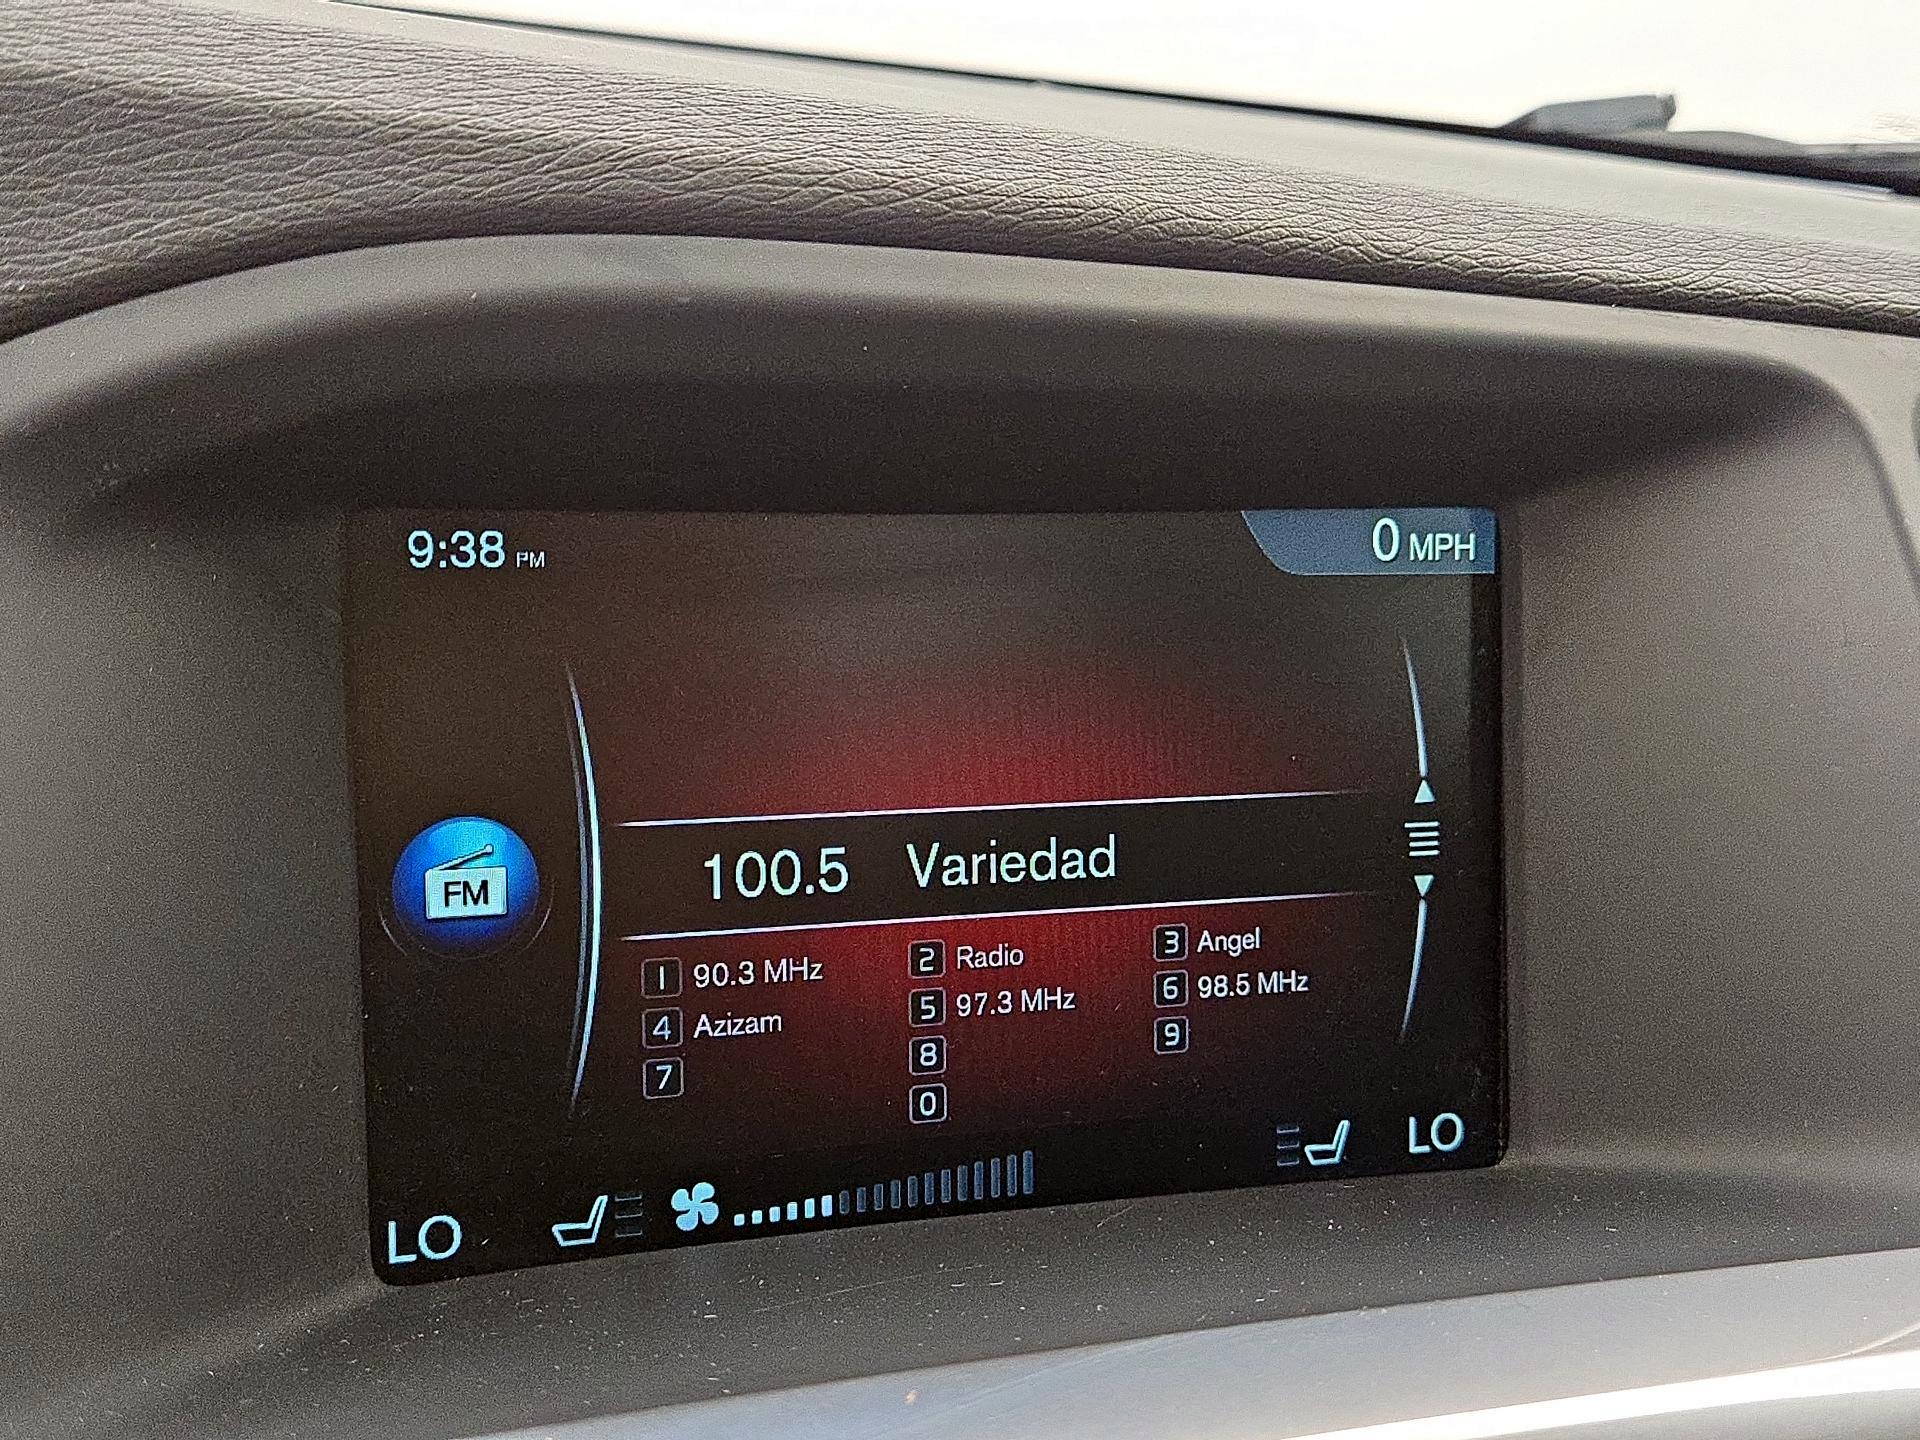 9:38 PM
0 MPH
FM
100.5 Variedad
1 90.3 MHz 2 Radio 3 Angel
4 Azizam 5 97.3 MHz 6 98.5 MHz
7 8 9
0
LO LO